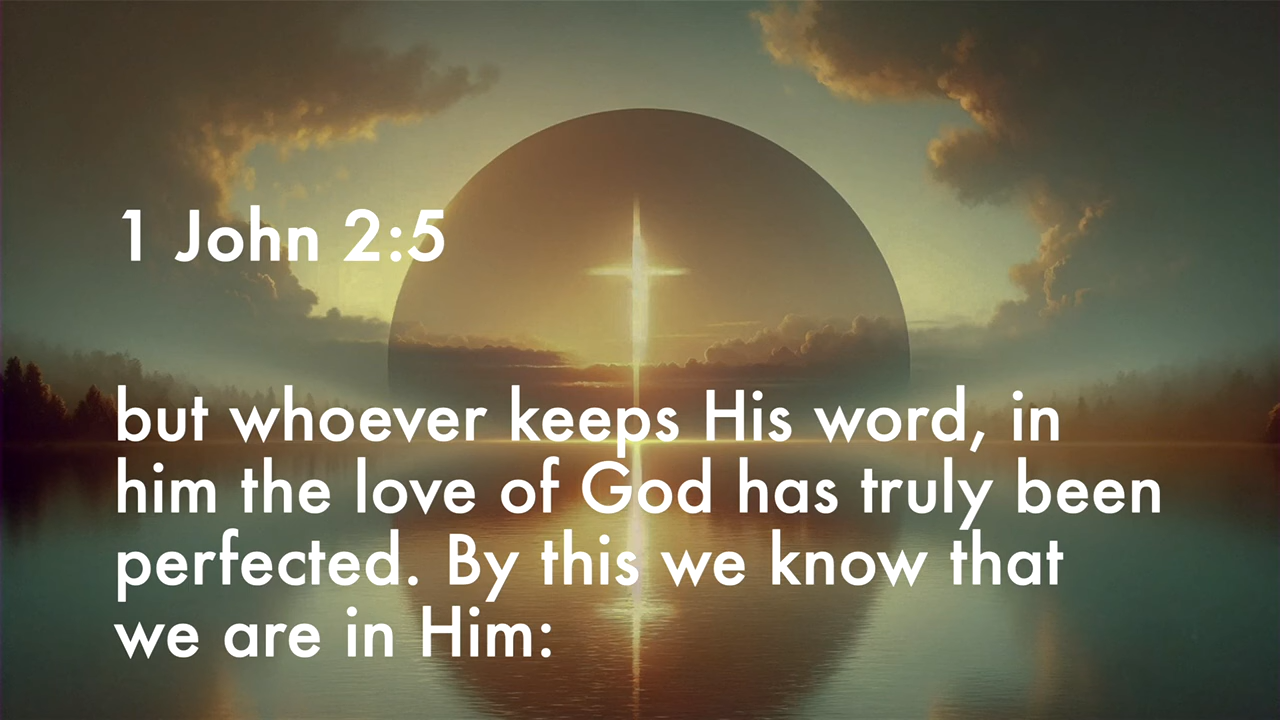 1 John 2:5
but whoever keeps His word, in
him the love of God has truly been
perfected. By this we know that
we are in Him: